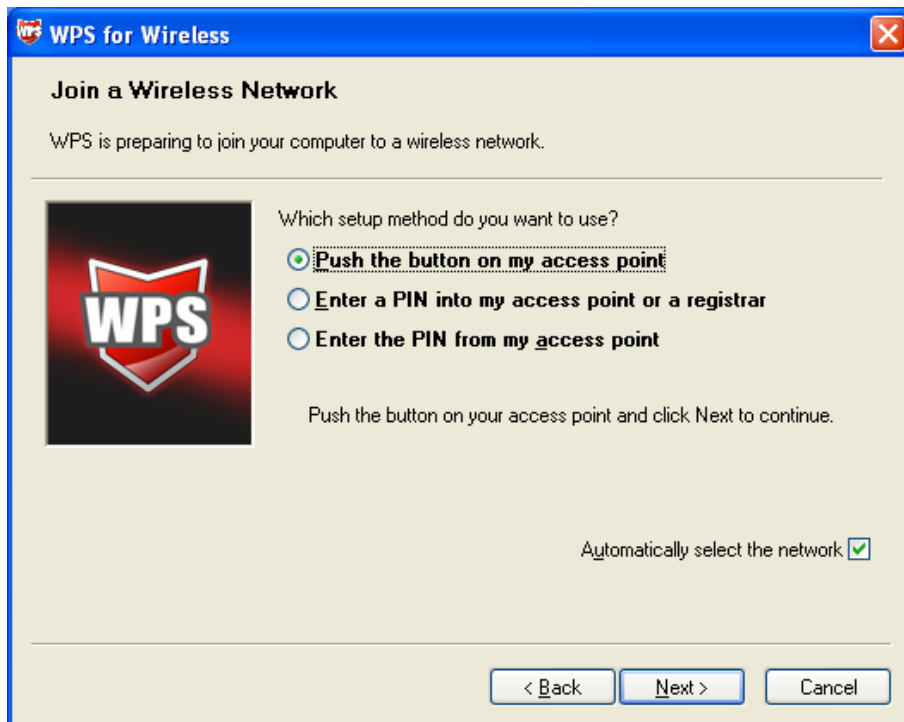 WPS WPS for Wireless
Join a Wireless Network
WPS is preparing to join your computer to a wireless network.
WPS
Which setup method do you want to use?
Push the button on my access point
Enter a PIN into my access point or a registrar
Enter the PIN from my access point
Push the button on your access point and click Next to continue.
Automatically select the network
< Back
Next >
Cancel